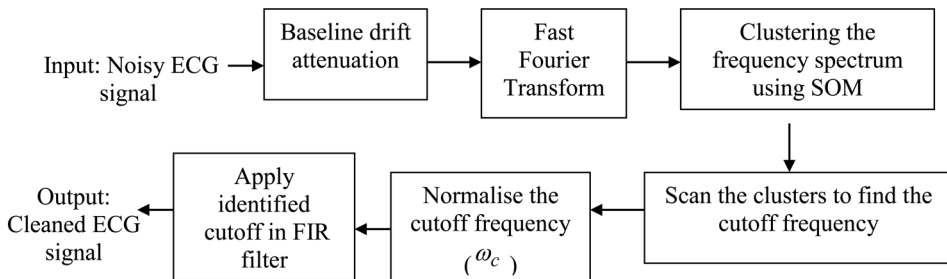 Input: Noisy ECG
signal
Baseline drift
attenuation
Fast
Fourier
Transform
Clustering the
frequency spectrum
using SOM
Scan the clusters to find the
cutoff frequency
Normalise the
cutoff frequency
( ω_c )
Apply
identified
cutoff in FIR
filter
Output:
Cleaned ECG
signal